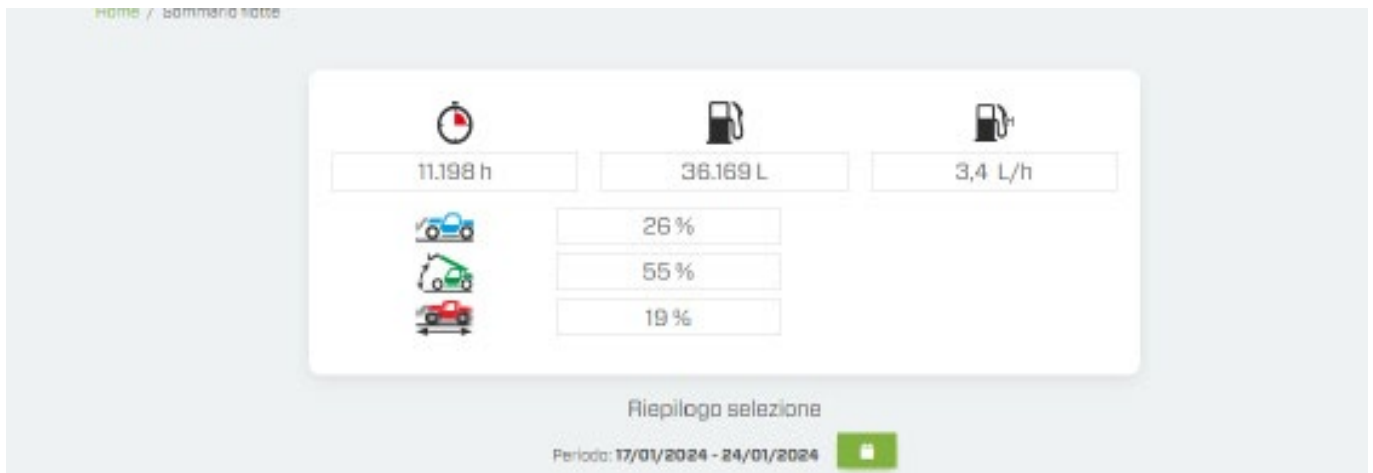 Home / Sommario flotte
H
11.198 h
36.169 L
3,4 L/h
26 %
55 %
19 %
Riepilogo selezione
Periodo: 17/01/2024 - 24/01/2024